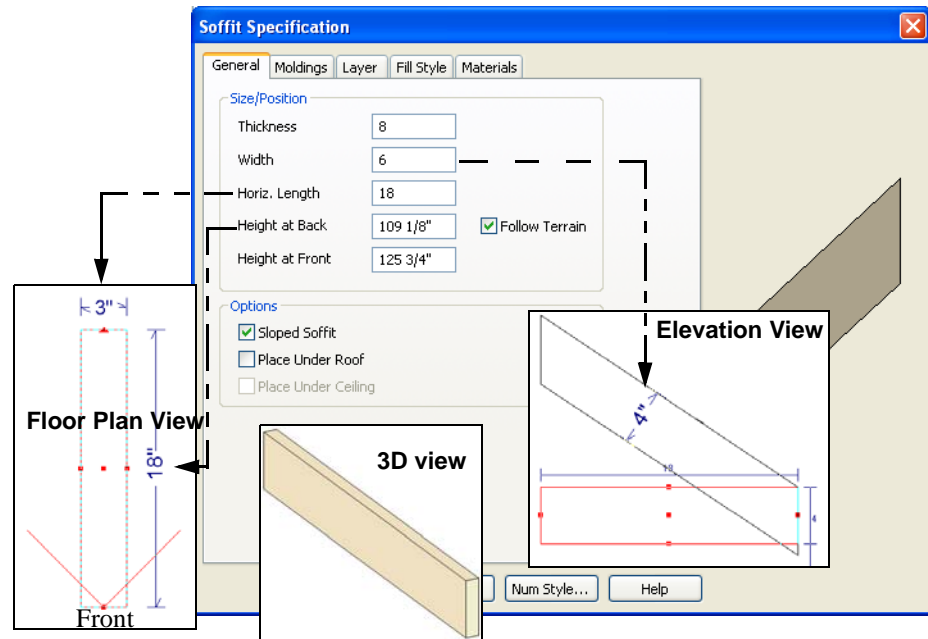 Soffit Specification
General Moldings Layer Fill Style Materials
Size/Position
Thickness 8
Width 6
Horiz. Length 18
Height at Back 109 1/8" Follow Terrain
Height at Front 125 3/4"
Options
Sloped Soffit
Place Under Roof
Place Under Ceiling
3"
Floor Plan View
18"
Front
3D view
Elevation View
4"
18
4
Num Style... Help